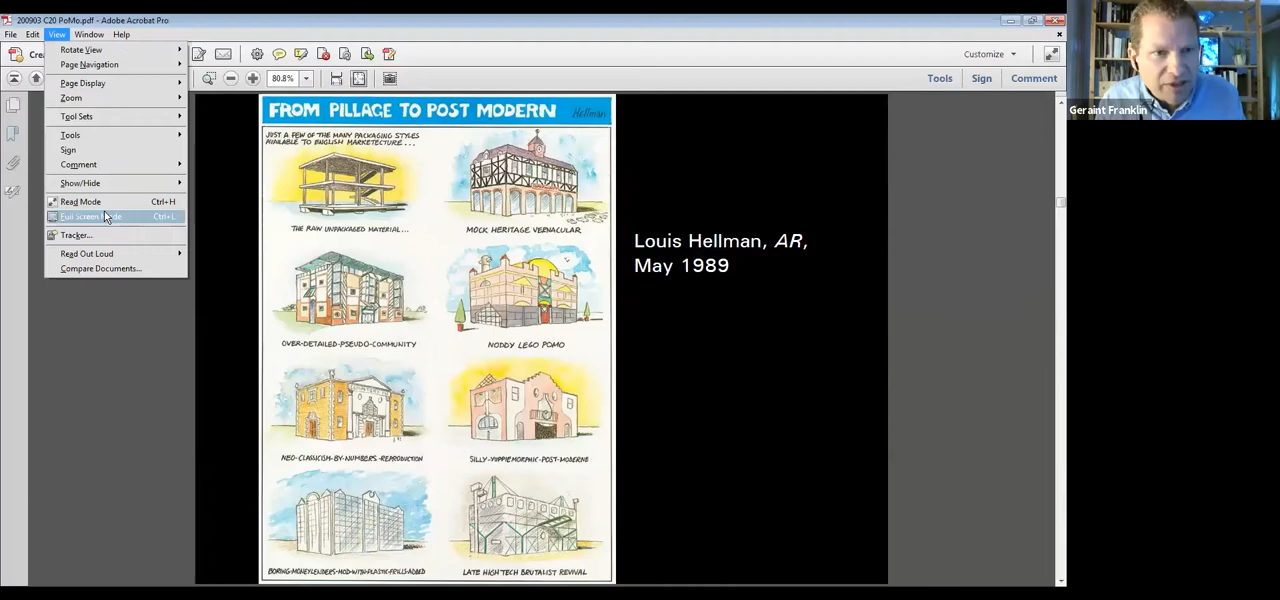 200903 C20 PoMo.pdf - Adobe Acrobat Pro
File Edit View Window Help
Customize
80.8%
Tools Sign Comment
Rotate View
Page Navigation
Page Display
Zoom
Tool Sets
Tools
Sign
Comment
Show/Hide
Read Mode Ctrl+H
Full Screen Mode Ctrl+L
Tracker...
Read Out Loud
Compare Documents...
FROM PILLAGE TO POST MODERN Hellman
JUST A FEW OF THE MANY PACKAGING STYLES
AVAILABLE TO ENGLISH MARKETECTURE...
THE RAW UNPACKAGED MATERIAL...
MOCK HERITAGE VERNACULAR
OVER-DETAILED-PSEUDO-COMMUNITY
NODDY LEGO POMO
NEO-CLASSICISM-BY-NUMBERS-REPRODUCTION
SILLY-YUPPIEMORPHIC-POST-MODERNE
BORING-MONEYLENDERS-MOD-WITH-PLASTIC-FRILLS-ADDED
LATE HIGH TECH BRUTALIST REVIVAL
Louis Hellman, AR,
May 1989
Geraint Franklin